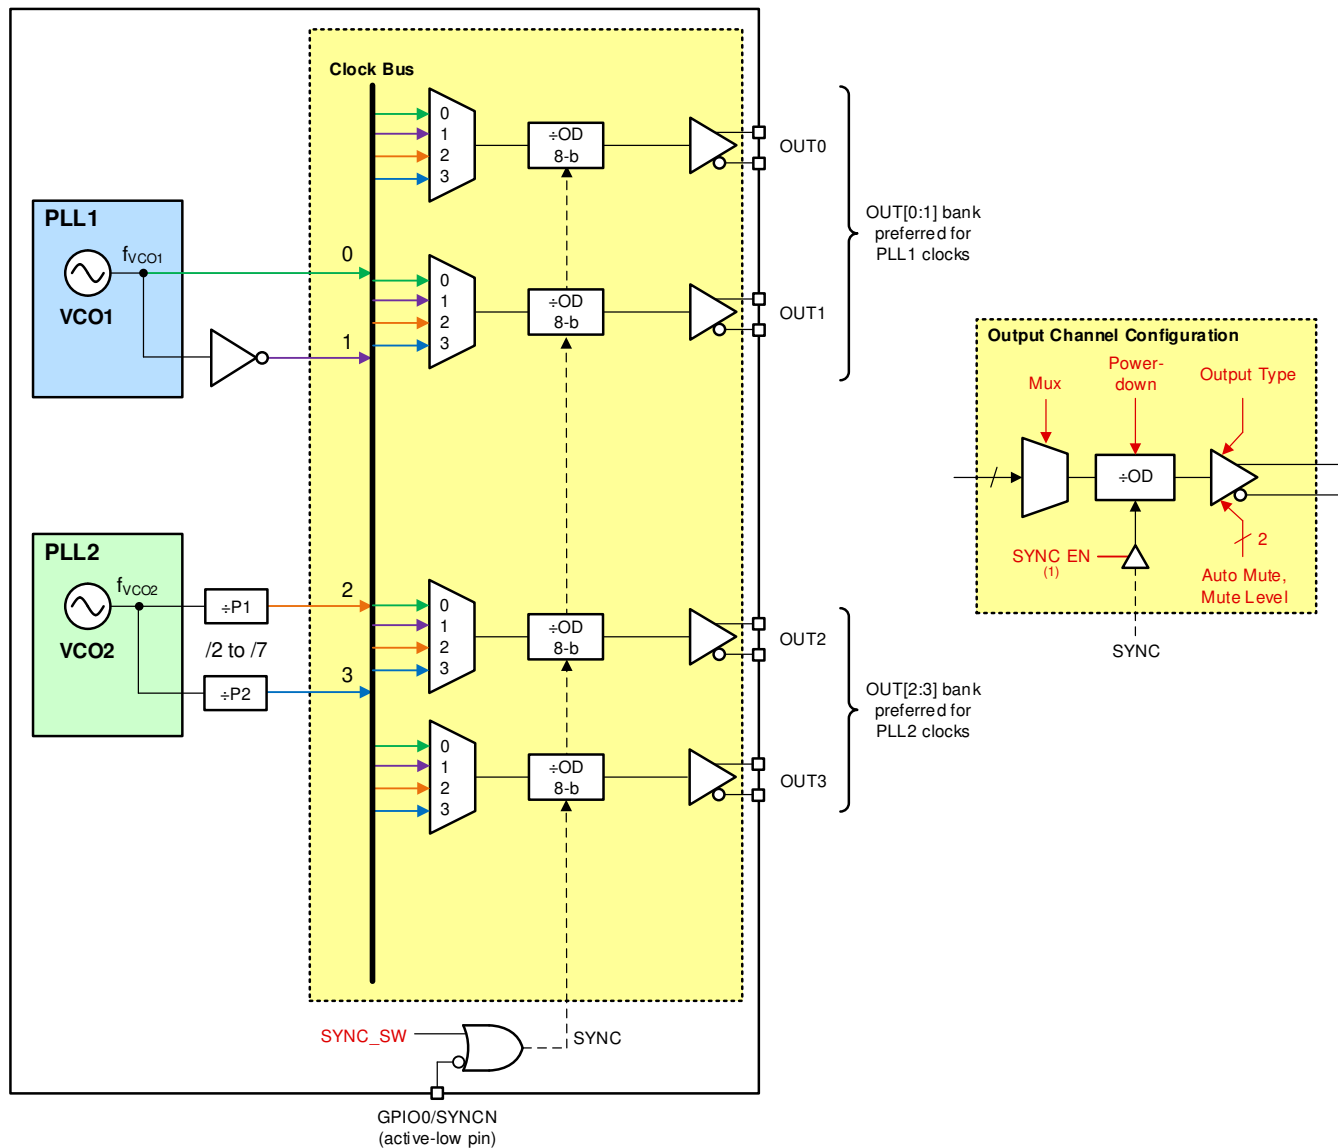 Clock Bus
0
1
2
3
÷OD
8-b
OUT0
PLL1
fVCO1
VCO1
0
1
0
1
2
3
÷OD
8-b
OUT1
OUT[0:1] bank
preferred for
PLL1 clocks
Output Channel Configuration
Mux
Power-
down
Output Type
÷OD
SYNC EN
(1)
2
Auto Mute,
Mute Level
SYNC
PLL2
fVCO2
VCO2
÷P1
/2 to /7
÷P2
2
3
0
1
2
3
÷OD
8-b
OUT2
OUT[2:3] bank
preferred for
PLL2 clocks
0
1
2
3
÷OD
8-b
OUT3
SYNC_SW
SYNC
GPIO0/SYNCN
(active-low pin)